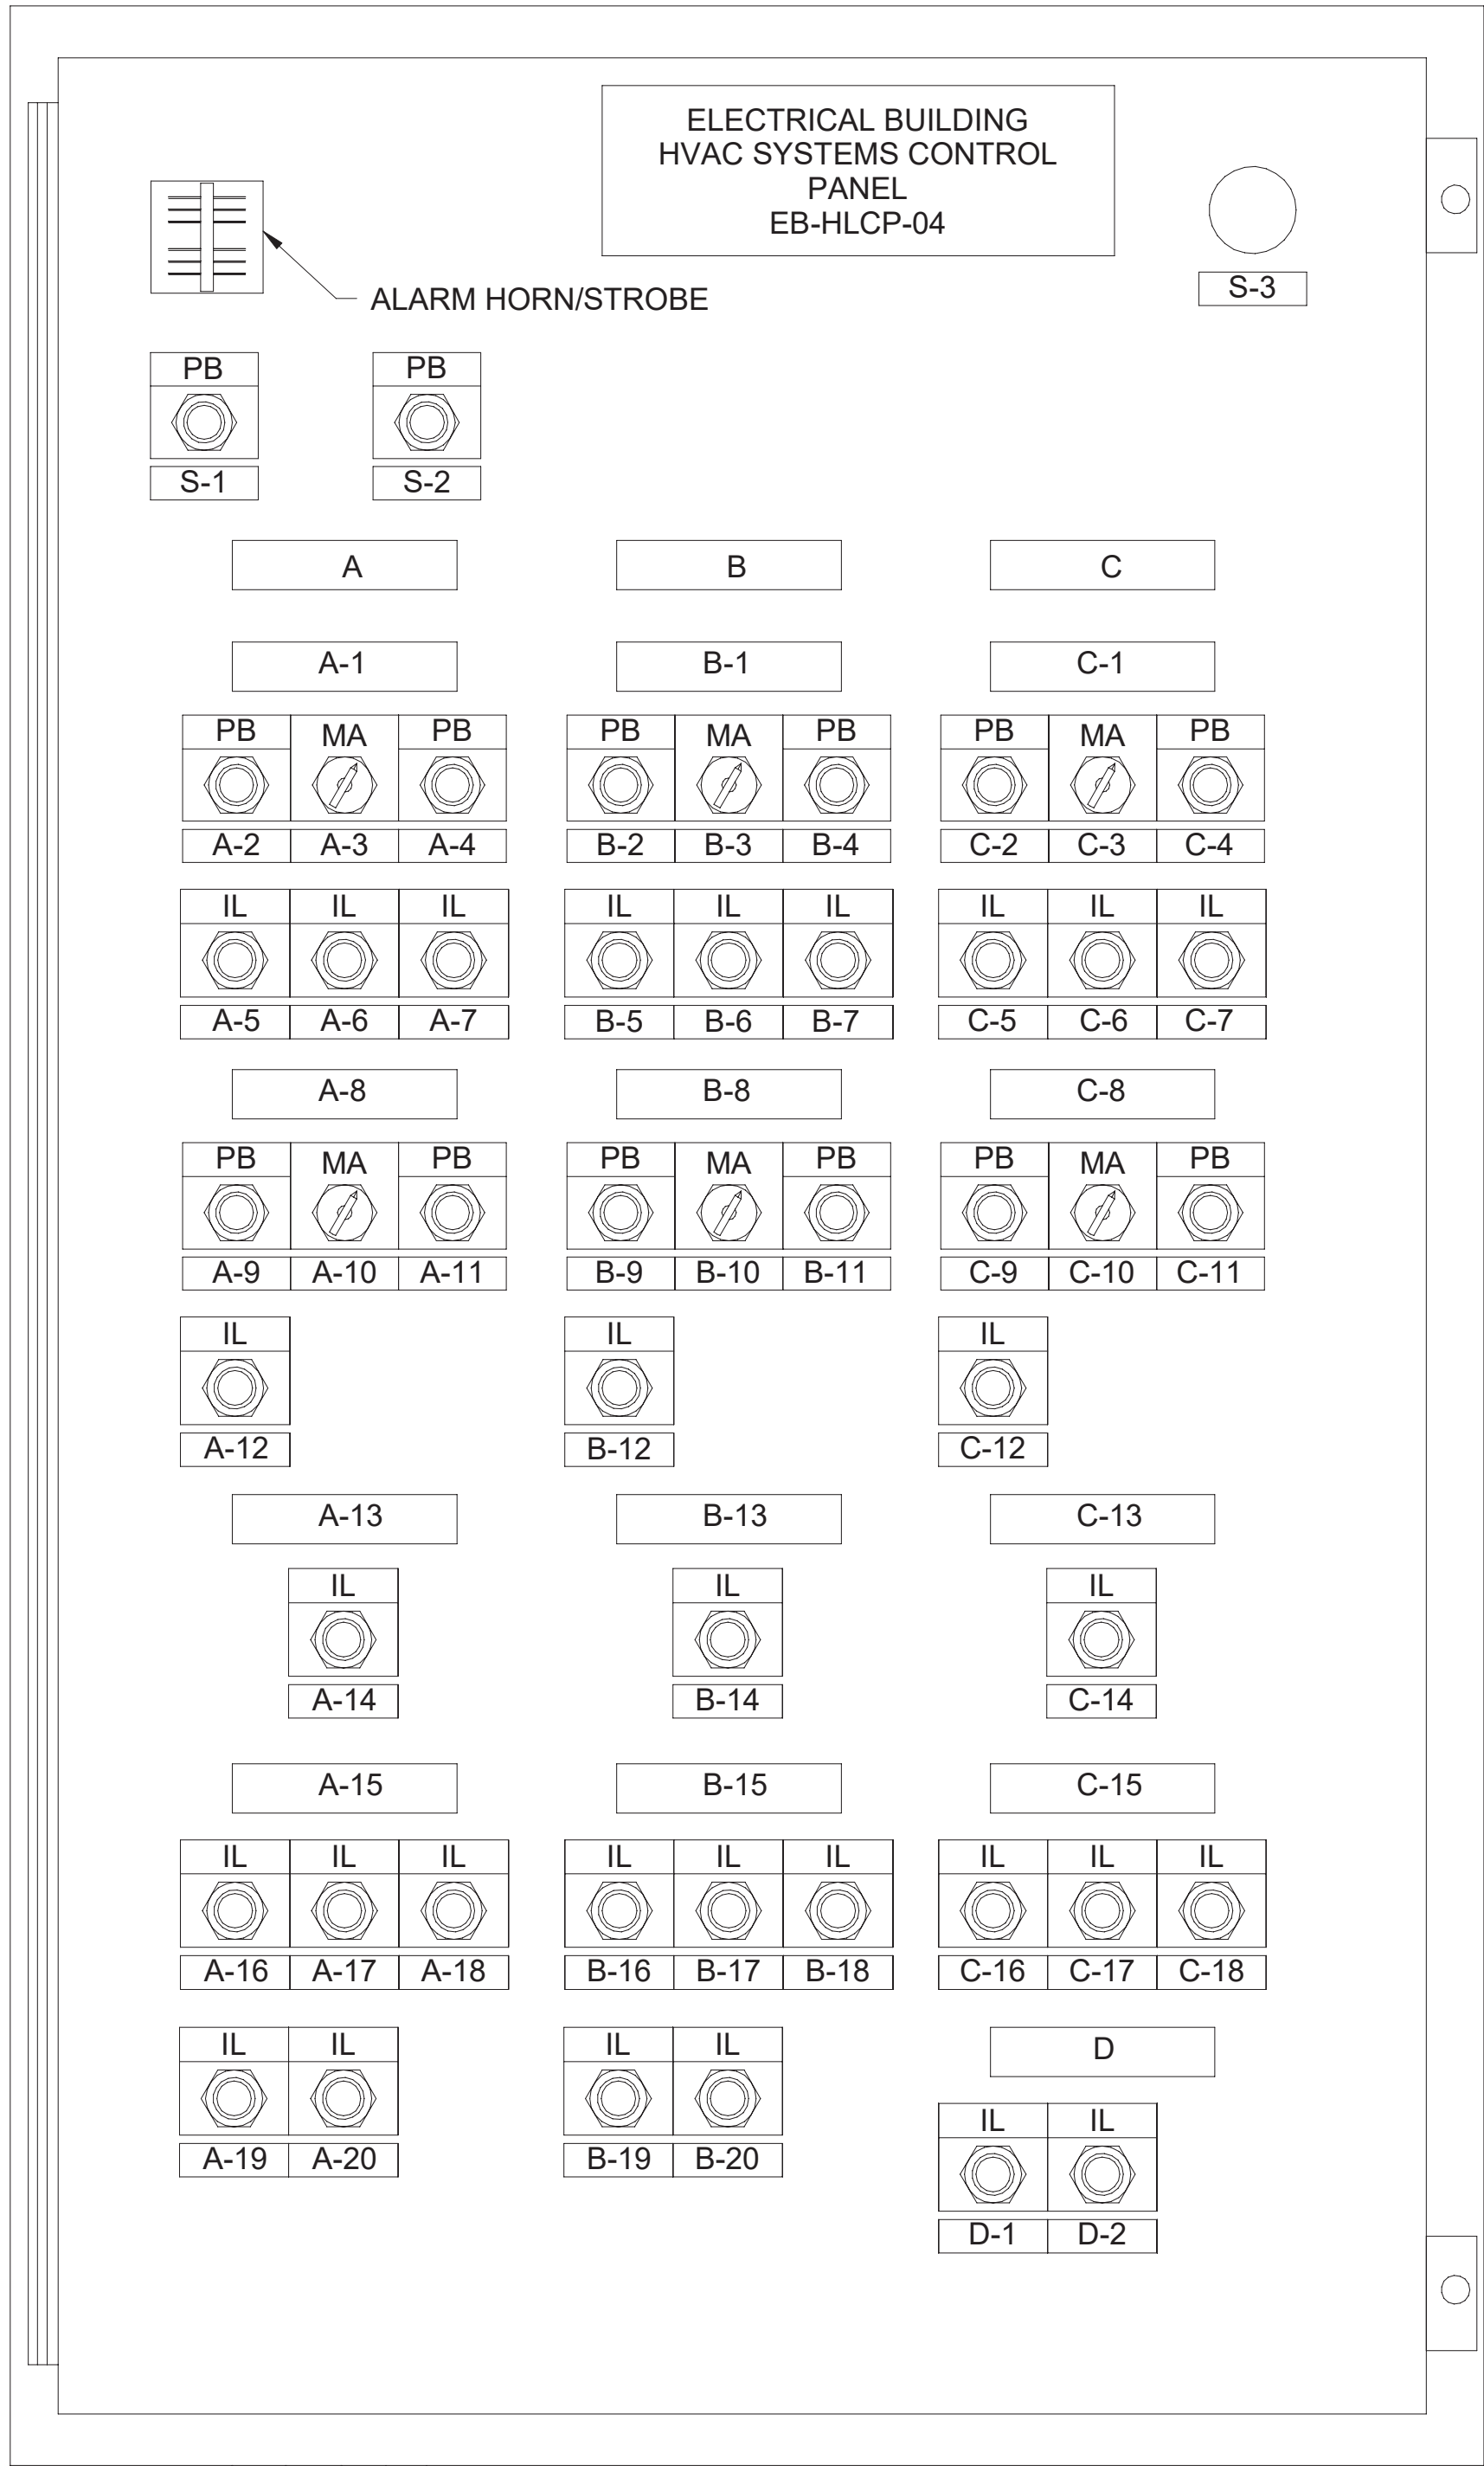 ELECTRICAL BUILDING
HVAC SYSTEMS CONTROL
PANEL
EB-HLCP-04
S-3
ALARM HORN/STROBE
PB PB
S-1 S-2
A B C
A-1 B-1 C-1
PB MA PB PB MA PB PB MA PB
A-2 A-3 A-4 B-2 B-3 B-4 C-2 C-3 C-4
IL IL IL IL IL IL IL IL IL
A-5 A-6 A-7 B-5 B-6 B-7 C-5 C-6 C-7
A-8 B-8 C-8
PB MA PB PB MA PB PB MA PB
A-9 A-10 A-11 B-9 B-10 B-11 C-9 C-10 C-11
IL IL IL
A-12 B-12 C-12
A-13 B-13 C-13
IL IL IL
A-14 B-14 C-14
A-15 B-15 C-15
IL IL IL IL IL IL IL IL IL
A-16 A-17 A-18 B-16 B-17 B-18 C-16 C-17 C-18
IL IL IL IL D
A-19 A-20 B-19 B-20
IL IL
D-1 D-2